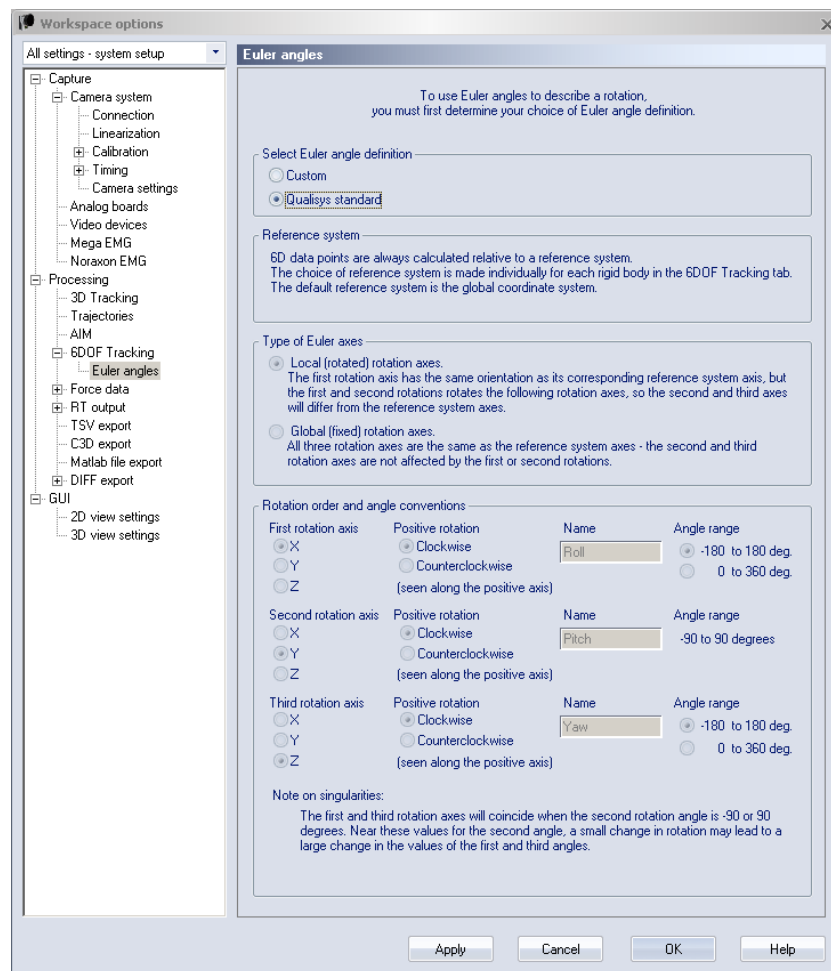 Workspace options
All settings - system setup
Capture
Camera system
Connection
Linearization
Calibration
Timing
Camera settings
Analog boards
Video devices
Mega EMG
Noraxon EMG
Processing
3D Tracking
Trajectories
AIM
6DOF Tracking
Euler angles
Force data
RT output
TSV export
C3D export
Matlab file export
DIFF export
GUI
2D view settings
3D view settings
Euler angles
To use Euler angles to describe a rotation,
you must first determine your choice of Euler angle definition.
Select Euler angle definition
Custom
Qualisys standard
Reference system
6D data points are always calculated relative to a reference system.
The choice of reference system is made individually for each rigid body in the 6DOF Tracking tab.
The default reference system is the global coordinate system.
Type of Euler axes
Local (rotated) rotation axes.
The first rotation axis has the same orientation as its corresponding reference system axis, but
the first and second rotations rotates the following rotation axes, so the second and third axes
will differ from the reference system axes.
Global (fixed) rotation axes.
All three rotation axes are the same as the reference system axes - the second and third
rotation axes are not affected by the first or second rotations.
Rotation order and angle conventions
First rotation axis Positive rotation Name Angle range
X Clockwise Roll -180 to 180 deg.
Y Counterclockwise 0 to 360 deg.
Z (seen along the positive axis)
Second rotation axis Positive rotation Name Angle range
X Clockwise Pitch -90 to 90 degrees
Y Counterclockwise
Z (seen along the positive axis)
Third rotation axis Positive rotation Name Angle range
X Clockwise Yaw -180 to 180 deg.
Y Counterclockwise 0 to 360 deg.
Z (seen along the positive axis)
Note on singularities:
The first and third rotation axes will coincide when the second rotation angle is -90 or 90
degrees. Near these values for the second angle, a small change in rotation may lead to a
large change in the values of the first and third angles.
Apply Cancel OK Help